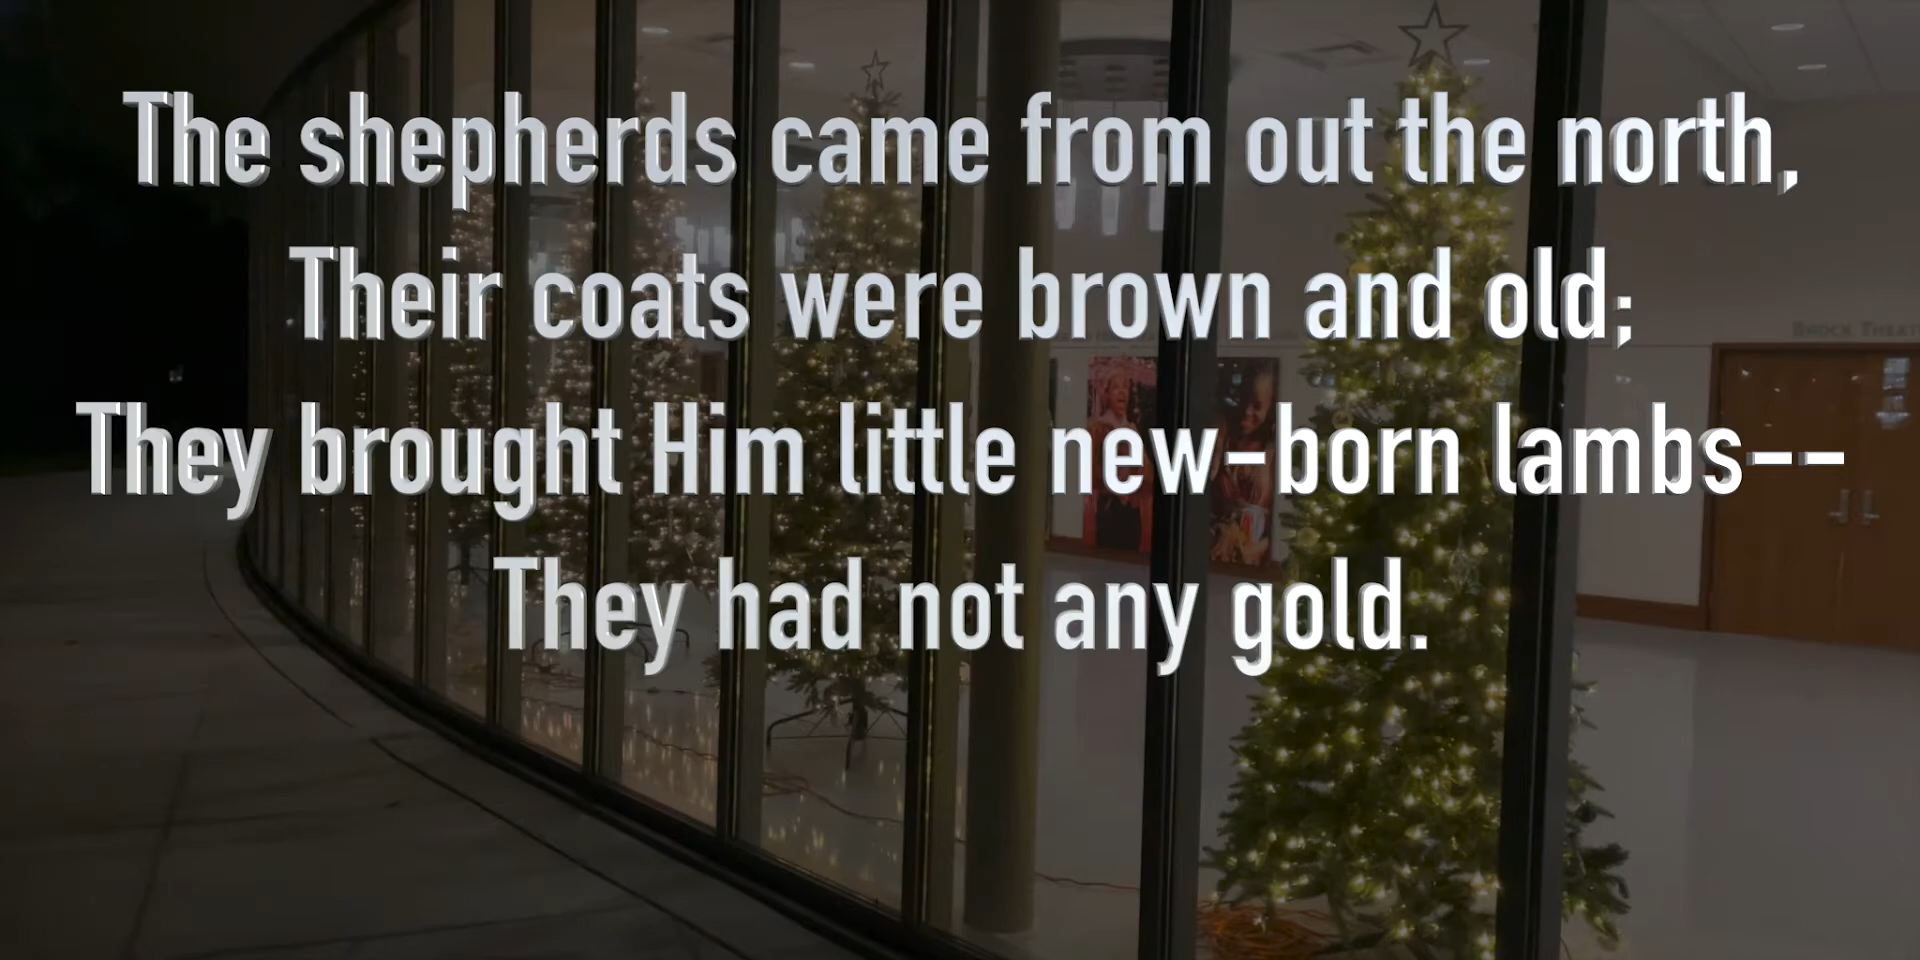 The shepherds came from out the north,
Their coats were brown and old;
They brought Him little new-born lambs--
They had not any gold.